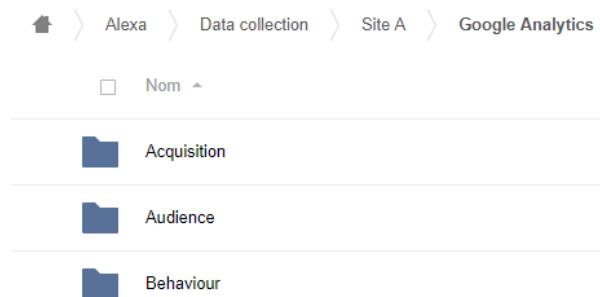 Alexa Data collection Site A Google Analytics
Nom
Acquisition
Audience
Behaviour